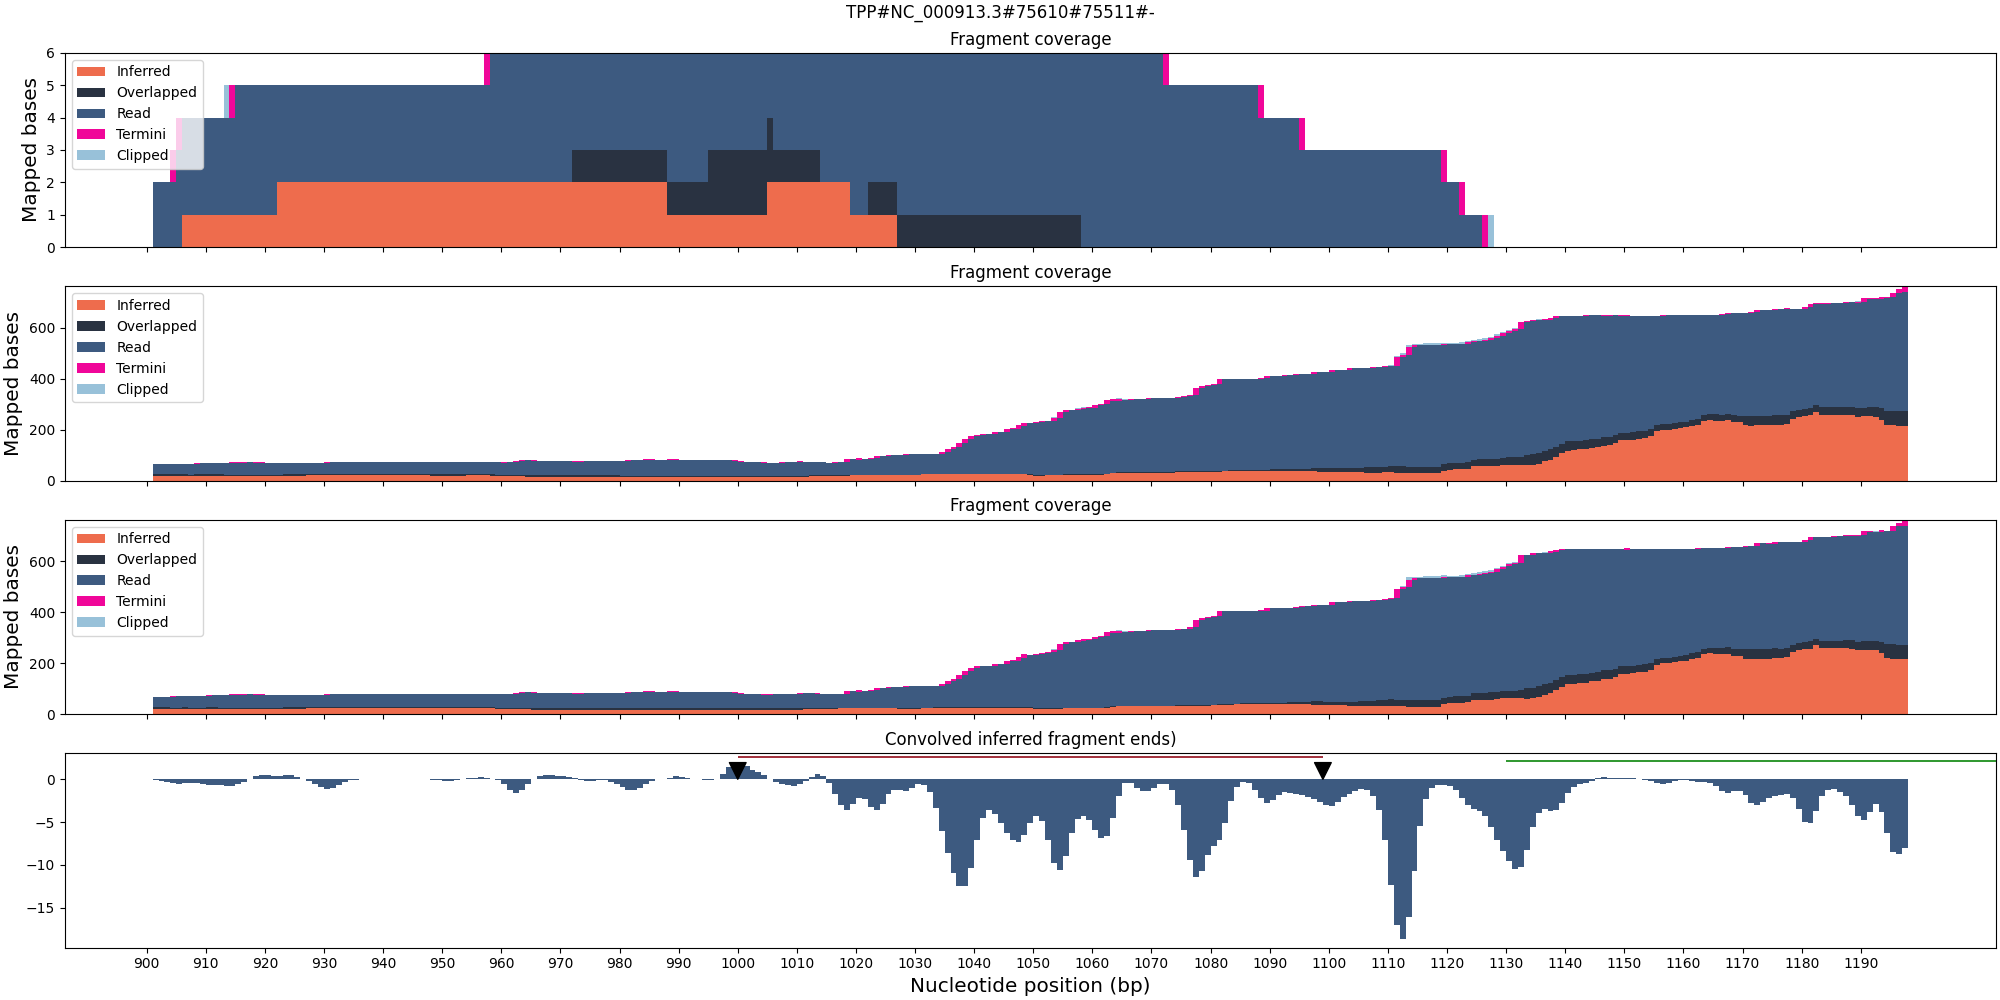 TPP#NC_000913.3#75610#75511#-
Fragment coverage
Mapped bases
6
5
4
3
2
1
0
Inferred
Overlapped
Read
Termini
Clipped
Fragment coverage
Mapped bases
600
400
200
0
Inferred
Overlapped
Read
Termini
Clipped
Fragment coverage
Mapped bases
600
400
200
0
Inferred
Overlapped
Read
Termini
Clipped
Convolved inferred fragment ends)
0
−5
−10
−15
900 910 920 930 940 950 960 970 980 990 1000 1010 1020 1030 1040 1050 1060 1070 1080 1090 1100 1110 1120 1130 1140 1150 1160 1170 1180 1190
Nucleotide position (bp)